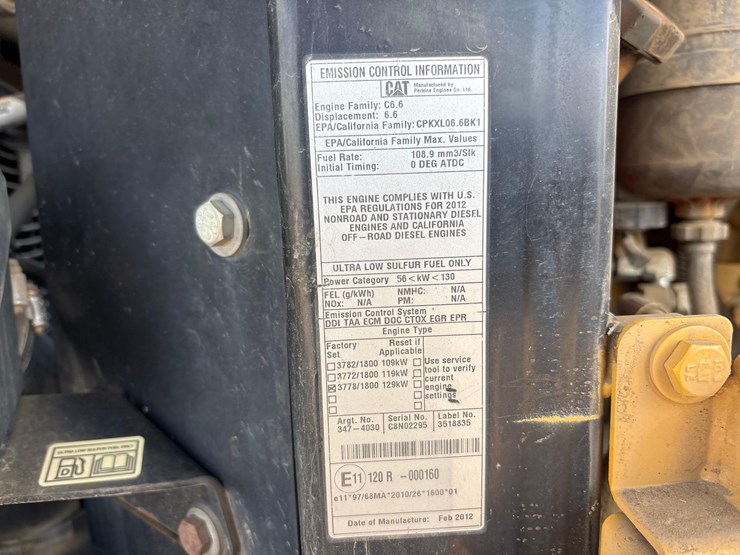 EMISSION CONTROL INFORMATION
CAT Manufactured by
Perkins Engines Co. Ltd.
Engine Family: C6.6
Displacement: 6.6
EPA/California Family: CPKXL06.6BK1
EPA/California Family Max. Values
Fuel Rate: 108.9 mm3/Stk
Initial Timing: 0 DEG ATDC
THIS ENGINE COMPLIES WITH U.S.
EPA REGULATIONS FOR 2012
NONROAD AND STATIONARY DIESEL
ENGINES AND CALIFORNIA
OFF-ROAD DIESEL ENGINES
ULTRA LOW SULFUR FUEL ONLY
Power Category 56<kW<130
FEL (g/kWh) NMHC: N/A
NOx: N/A PM: N/A
Emission Control System
DDI TAA ECM DOC CTOX EGR EPR
Engine Type
Factory Set Reset if Applicable
3782/1800 109kW
3772/1800 119kW
3778/1800 129kW
Use service
tool to verify
current
engine
settings
Argt. No. Serial No. Label No.
347-4030 C8N02295 3518835
E11 120 R -000160
e11*97/68MA*2010/26*1600*01
Date of Manufacture: Feb 2012
ULTRA LOW SULFUR FUEL ONLY